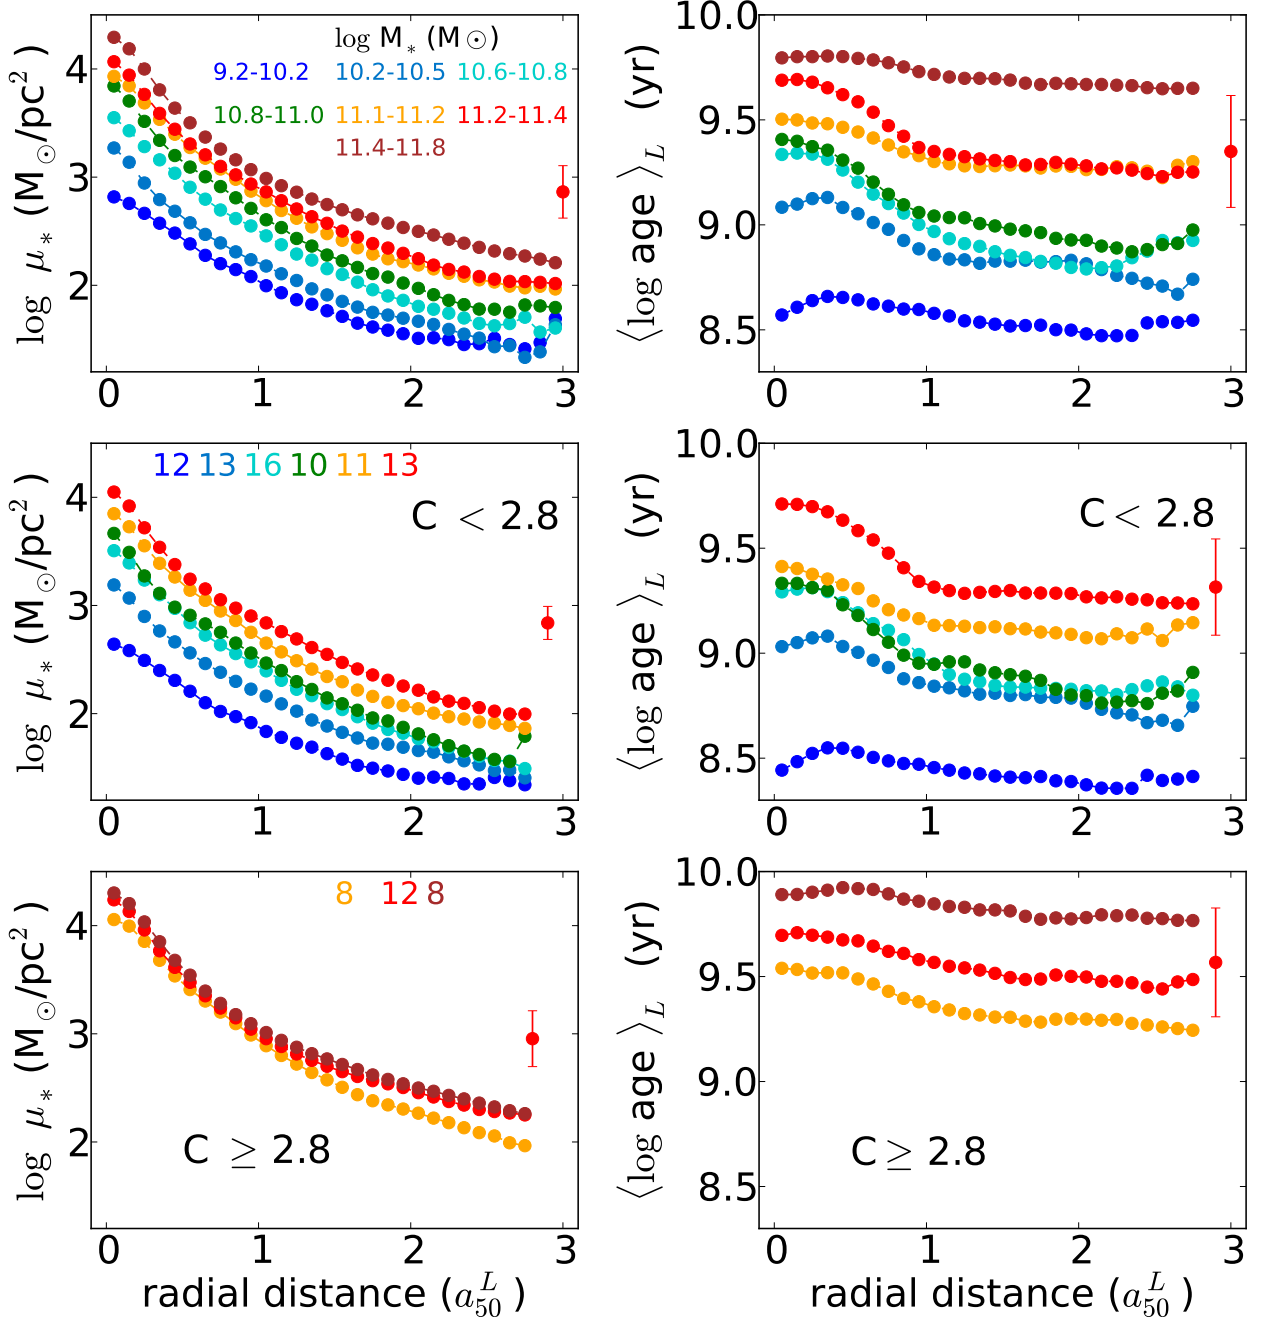 log M* (M⊙)
9.2-10.2 10.2-10.5 10.6-10.8
10.8-11.0 11.1-11.2 11.2-11.4
11.4-11.8
log μ* (M⊙/pc²)
4
3
2
0 1 2 3
⟨log age⟩L (yr)
10.0
9.5
9.0
8.5
0 1 2 3
12 13 16 10 11 13
C < 2.8
log μ* (M⊙/pc²)
4
3
2
0 1 2 3
C < 2.8
⟨log age⟩L (yr)
10.0
9.5
9.0
8.5
0 1 2 3
8 12 8
C ≥ 2.8
log μ* (M⊙/pc²)
4
3
2
0 1 2 3
radial distance (a50^L)
C ≥ 2.8
⟨log age⟩L (yr)
10.0
9.5
9.0
8.5
0 1 2 3
radial distance (a50^L)